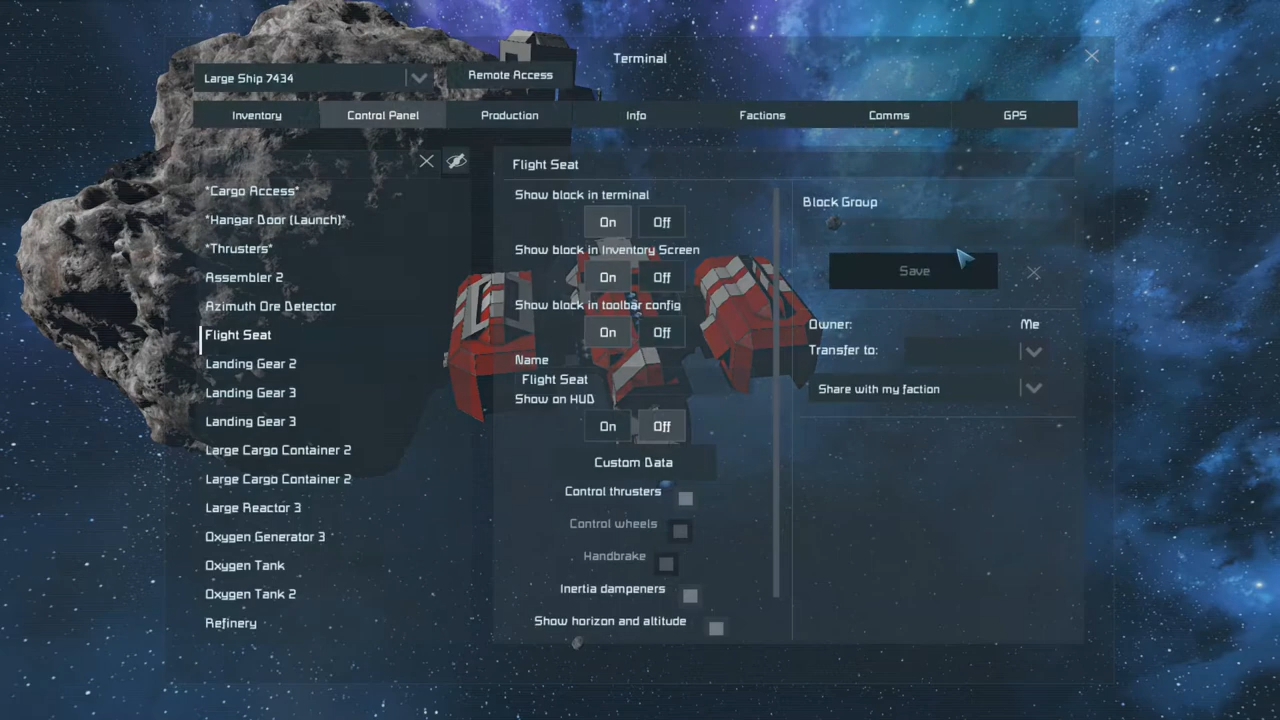 Terminal
Large Ship 7434
Remote Access
Inventory
Control Panel
Production
Info
Factions
Comms
GPS
*Cargo Access*
*Hangar Door (Launch)*
*Thrusters*
Assembler 2
Azimuth Ore Detector
Flight Seat
Landing Gear 2
Landing Gear 3
Landing Gear 3
Large Cargo Container 2
Large Cargo Container 2
Large Reactor 3
Oxygen Generator 3
Oxygen Tank
Oxygen Tank 2
Refinery
Flight Seat
Show block in terminal
On Off
Show block in Inventory Screen
On Off
Show block in toolbar config
On Off
Name
Flight Seat
Show on HUD
On Off
Custom Data
Control thrusters
Control wheels
Handbrake
Inertia dampeners
Show horizon and altitude
Block Group
Save
Owner: Me
Transfer to:
Share with my faction